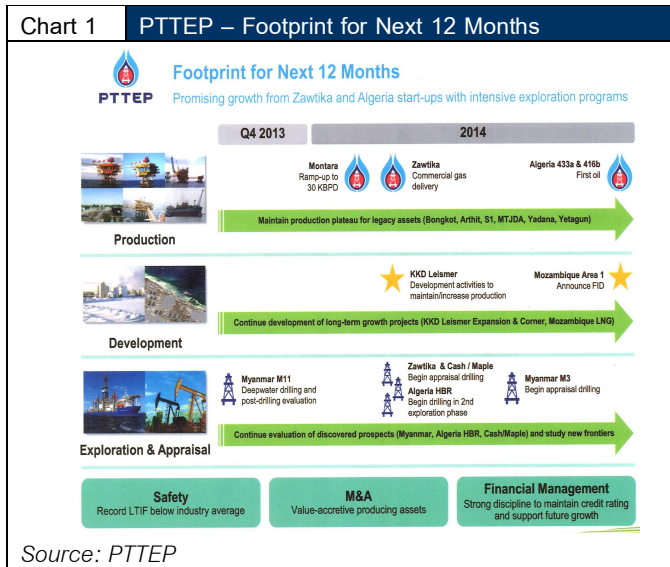 Chart 1
PTTEP – Footprint for Next 12 Months
PTTEP
Footprint for Next 12 Months
Promising growth from Zawtika and Algeria start-ups with intensive exploration programs
Q4 2013
2014
Production
Montara
Ramp-up to
30 KBPD
Zawtika
Commercial gas
delivery
Algeria 433a & 416b
First oil
Maintain production plateau for legacy assets (Bongkot, Arthit, S1, MTJDA, Yadana, Yetagun)
Development
KKD Leismer
Development activities to
maintain/increase production
Mozambique Area 1
Announce FID
Continue development of long-term growth projects (KKD Leismer Expansion & Corner, Mozambique LNG)
Exploration & Appraisal
Myanmar M11
Deepwater drilling and
post-drilling evaluation
Zawtika & Cash / Maple
Begin appraisal drilling
Algeria HBR
Begin drilling in 2nd
exploration phase
Myanmar M3
Begin appraisal drilling
Continue evaluation of discovered prospects (Myanmar, Algeria HBR, Cash/Maple) and study new frontiers
Safety
Record LTIF below industry average
M&A
Value-accretive producing assets
Financial Management
Strong discipline to maintain credit rating
and support future growth
Source: PTTEP